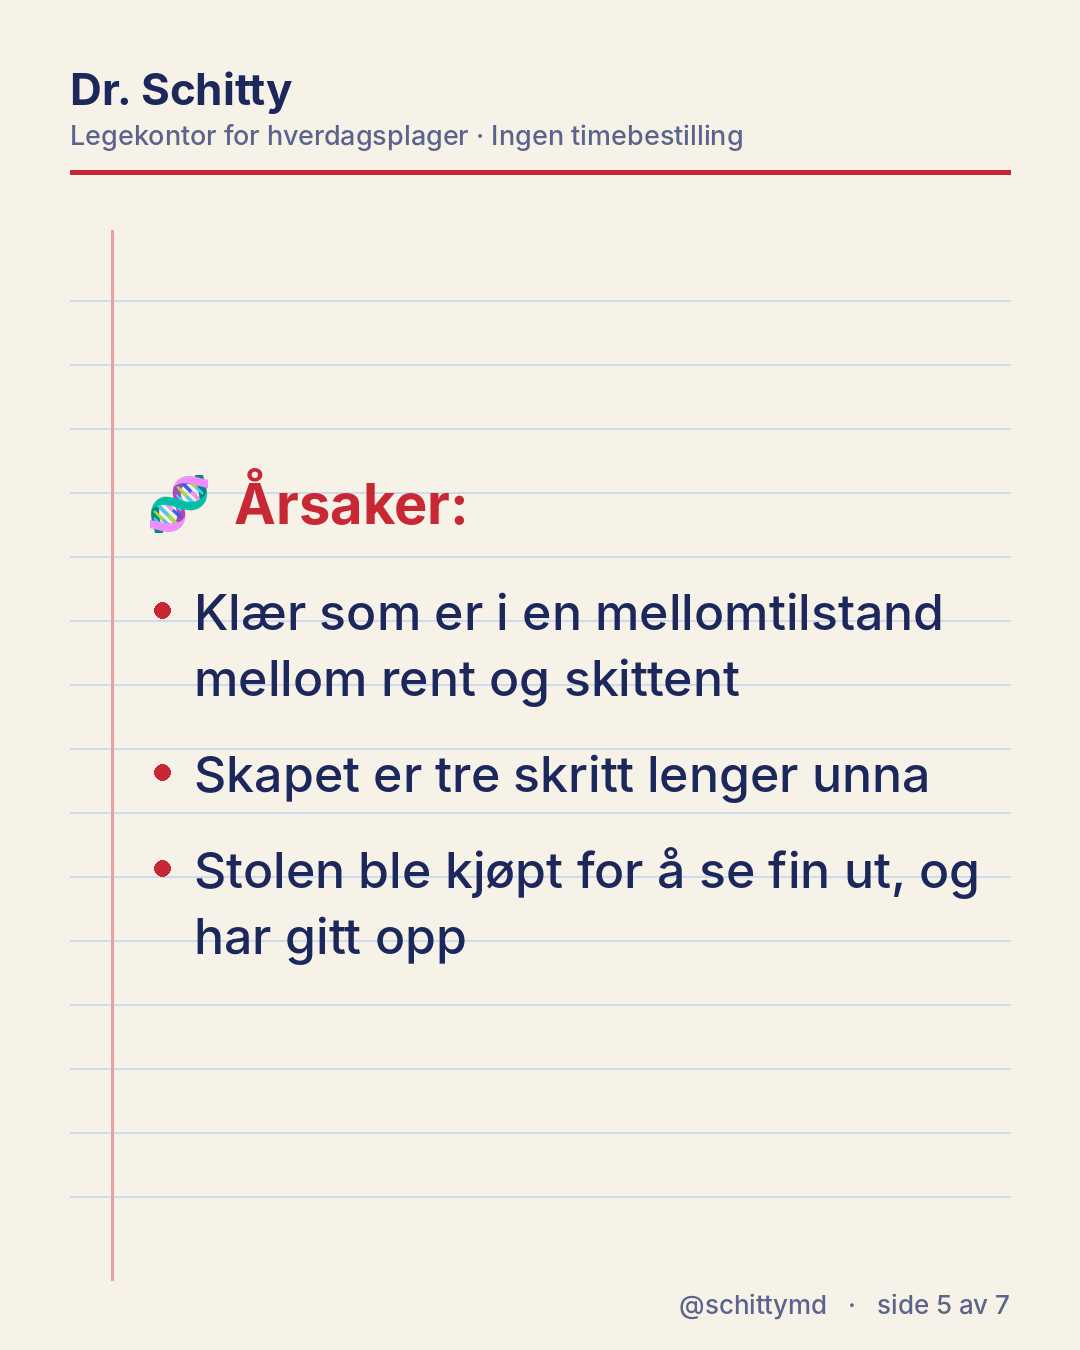 Dr. Schitty
Legekontor for hverdagsplager · Ingen timebestilling
🧬 Årsaker:
• Klær som er i en mellomtilstand
mellom rent og skittent
• Skapet er tre skritt lenger unna
• Stolen ble kjøpt for å se fin ut, og
har gitt opp
@schittymd · side 5 av 7